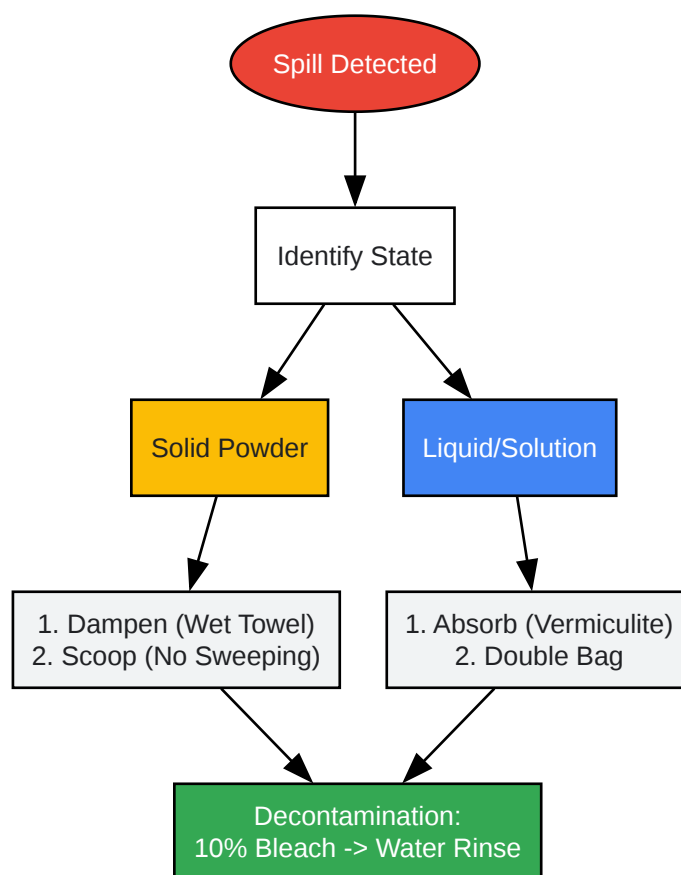 Spill Detected
Identify State
Solid Powder
Liquid/Solution
1. Dampen (Wet Towel)
2. Scoop (No Sweeping)
1. Absorb (Vermiculite)
2. Double Bag
Decontamination:
10% Bleach -> Water Rinse